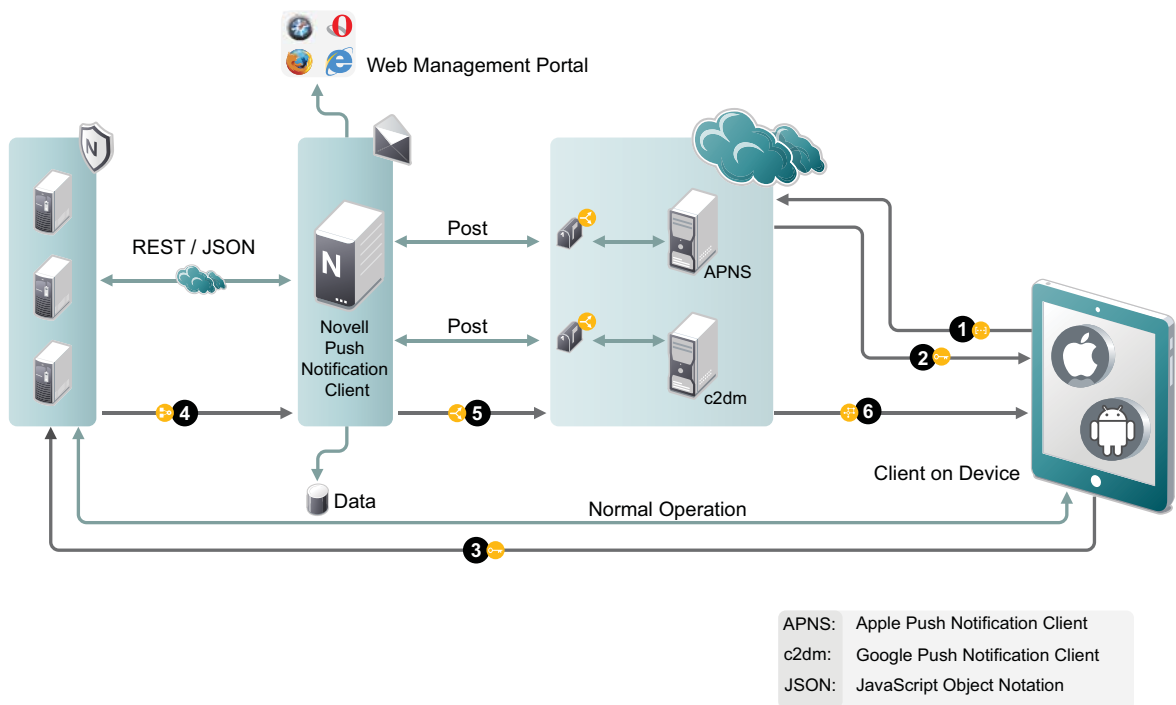 Web Management Portal
N
REST / JSON
Post
N
APNS
Novell
Push
Notification
Client
Post
c2dm
1
2
4
5
6
Client on Device
Data
Normal Operation
3
APNS: Apple Push Notification Client
c2dm: Google Push Notification Client
JSON: JavaScript Object Notation